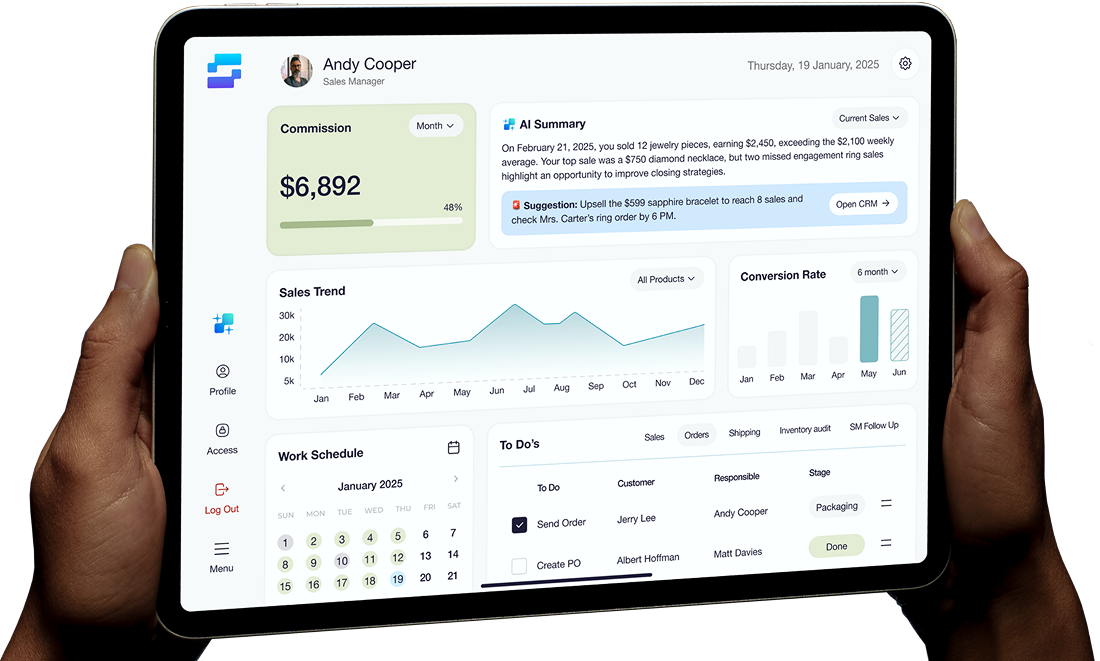 Andy Cooper
Sales Manager
Thursday, 19 January, 2025
Commission
Month
$6,892
48%
AI Summary
Current Sales
On February 21, 2025, you sold 12 jewelry pieces, earning $2,450, exceeding the $2,100 weekly
average. Your top sale was a $750 diamond necklace, but two missed engagement ring sales
highlight an opportunity to improve closing strategies.
Suggestion: Upsell the $599 sapphire bracelet to reach 8 sales and
check Mrs. Carter's ring order by 6 PM.
Open CRM →
Sales Trend
All Products
30k
20k
10k
5k
Jan Feb Mar Apr May Jun Jul Aug Sep Oct Nov Dec
Conversion Rate
6 month
Jan Feb Mar Apr May Jun
Profile
Access
Log Out
Menu
Work Schedule
January 2025
SUN MON TUE WED THU FRI SAT
1 2 3 4 5 6 7
8 9 10 11 12 13 14
15 16 17 18 19 20 21
To Do's
Sales Orders Shipping Inventory audit SM Follow Up
To Do Customer Responsible Stage
Send Order Jerry Lee Andy Cooper Packaging
Create PO Albert Hoffman Matt Davies Done